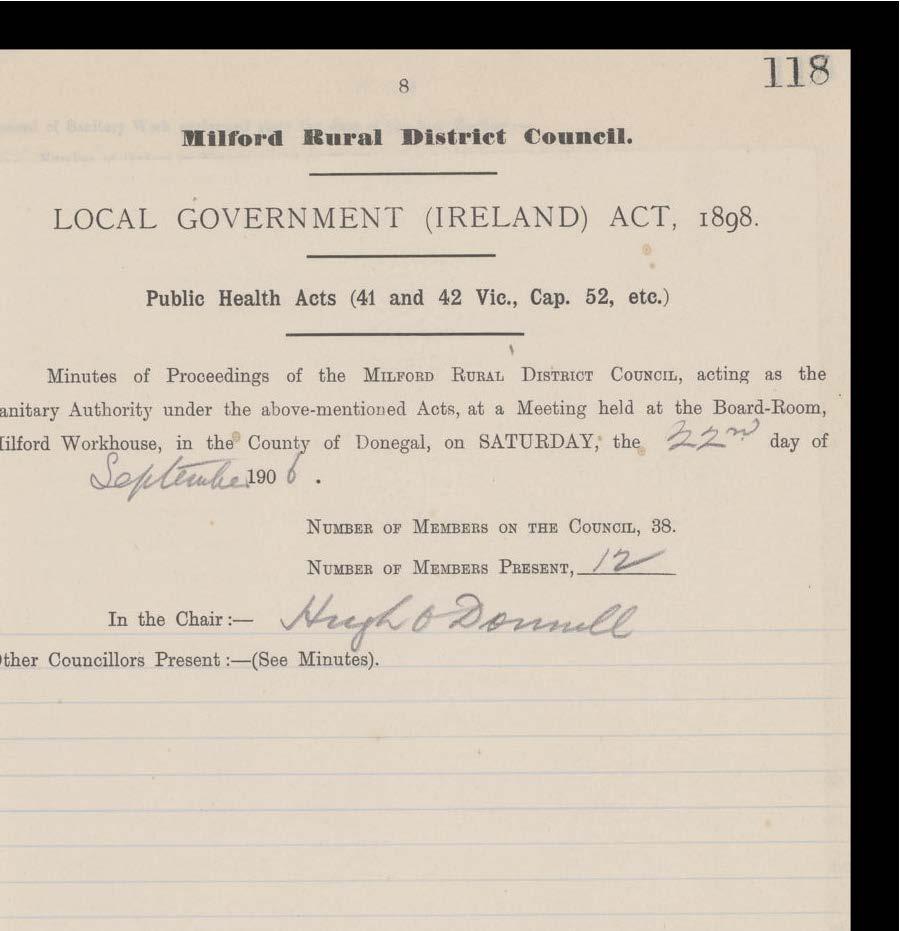 118
8
Milford Rural District Council.
LOCAL GOVERNMENT (IRELAND) ACT, 1898.
Public Health Acts (41 and 42 Vic., Cap. 52, etc.)
Minutes of Proceedings of the Milford Rural District Council, acting as the
anitary Authority under the above-mentioned Acts, at a Meeting held at the Board-Room,
ilford Workhouse, in the County of Donegal, on SATURDAY, the 22nd day of
September 1906.
Number of Members on the Council, 38.
Number of Members Present, 12
In the Chair:— Hugh O Donnell
ther Councillors Present:—(See Minutes).